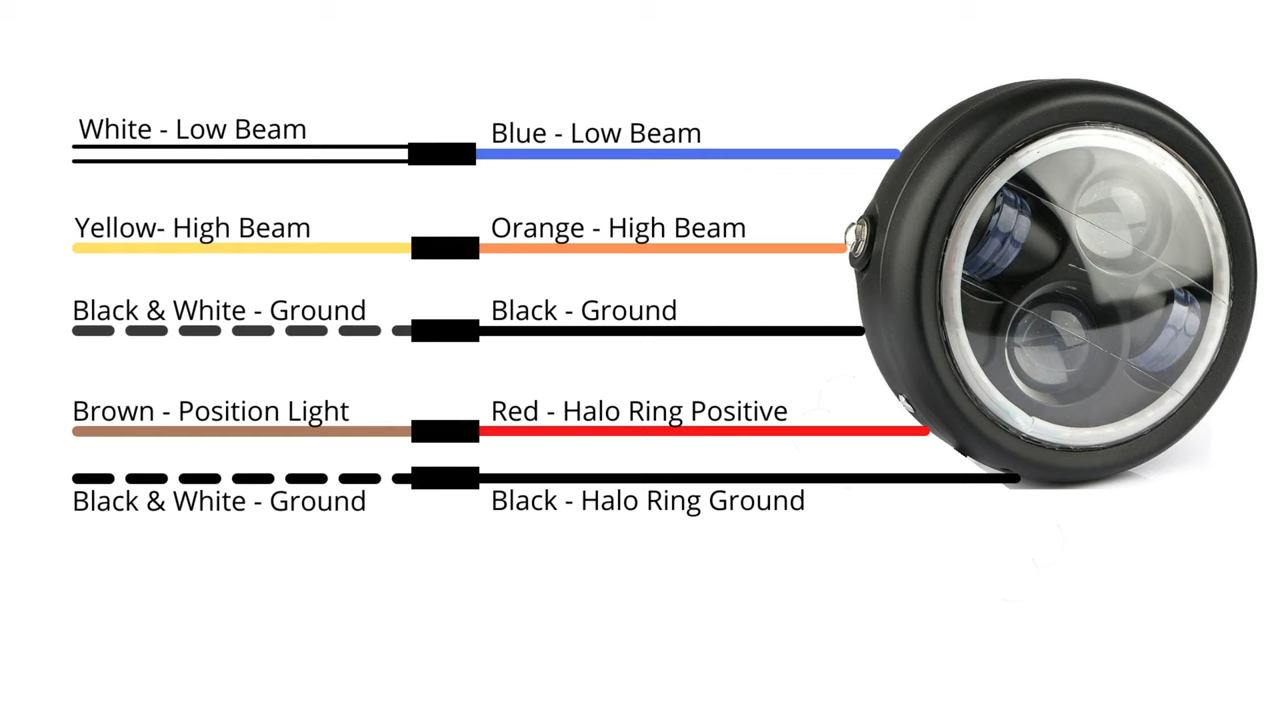 White - Low Beam
Blue - Low Beam
Yellow- High Beam
Orange - High Beam
Black & White - Ground
Black - Ground
Brown - Position Light
Red - Halo Ring Positive
Black & White - Ground
Black - Halo Ring Ground